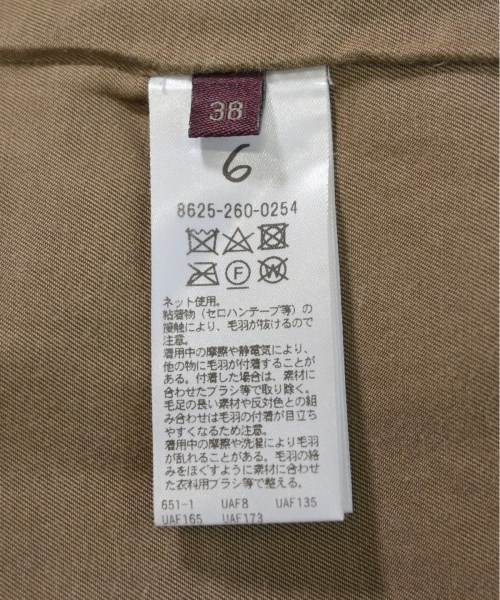 38
6
8625-260-0254
F W
ネット使用。
粘着物（セロハンテープ等）の
接触により、毛羽が抜けるので
注意。
着用中の摩擦や静電気により、
他の物に毛羽が付着することが
ある。付着した場合は、素材に
合わせたブラシ等で取り除く。
毛足の長い素材や反対色との組
み合わせは毛羽の付着が目立ち
やすくなるため注意。
着用中の摩擦や洗濯により毛羽
が乱れることがある。毛羽の絡
みをほぐすように素材に合わせ
た衣料用ブラシ等で整える。
651-1 UAF8 UAF135
UAF165 UAF173